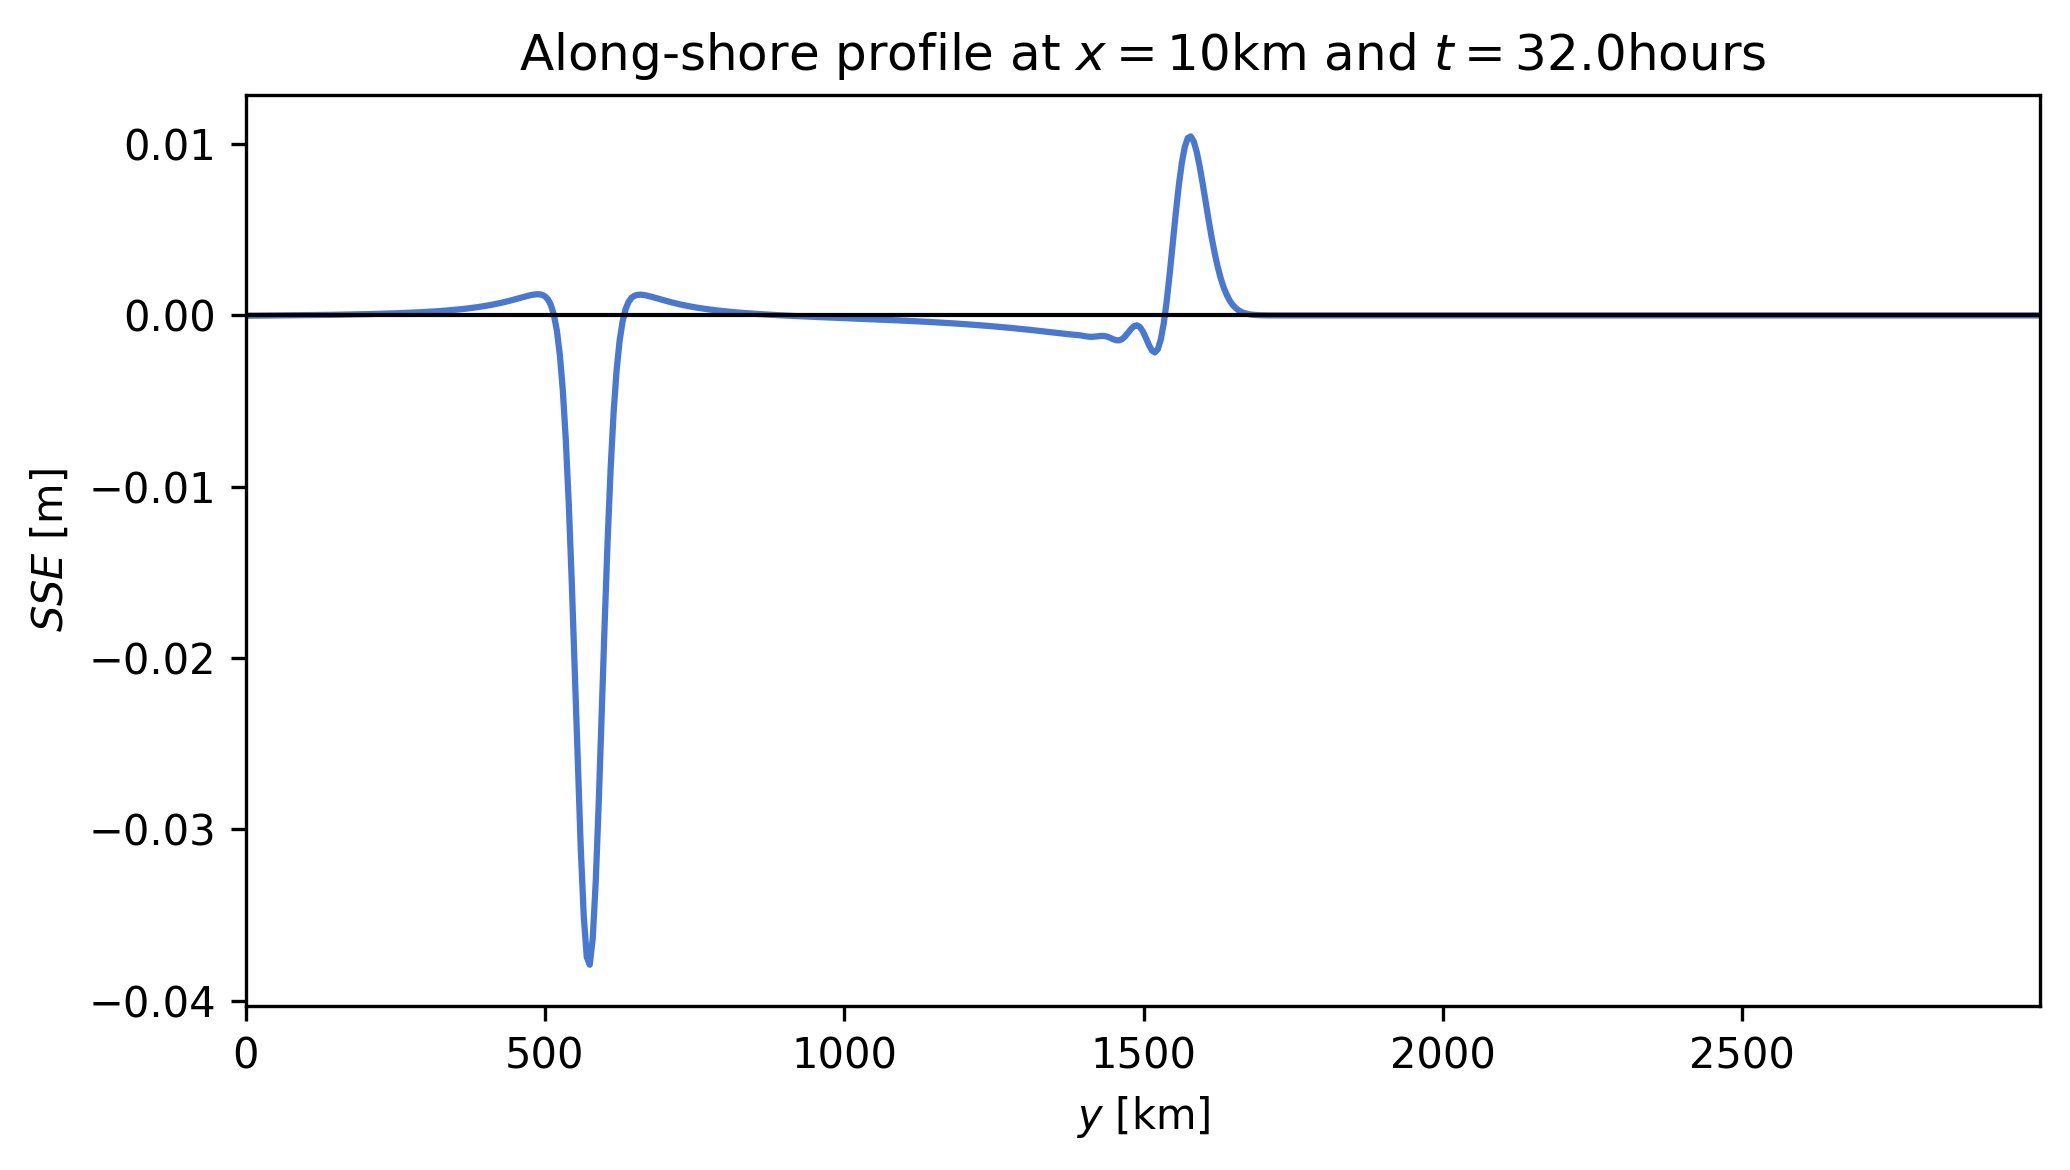 Along-shore profile at x = 10km and t = 32.0hours
0.01
0.00
−0.01
−0.02
−0.03
−0.04
SSE [m]
0 500 1000 1500 2000 2500
y [km]